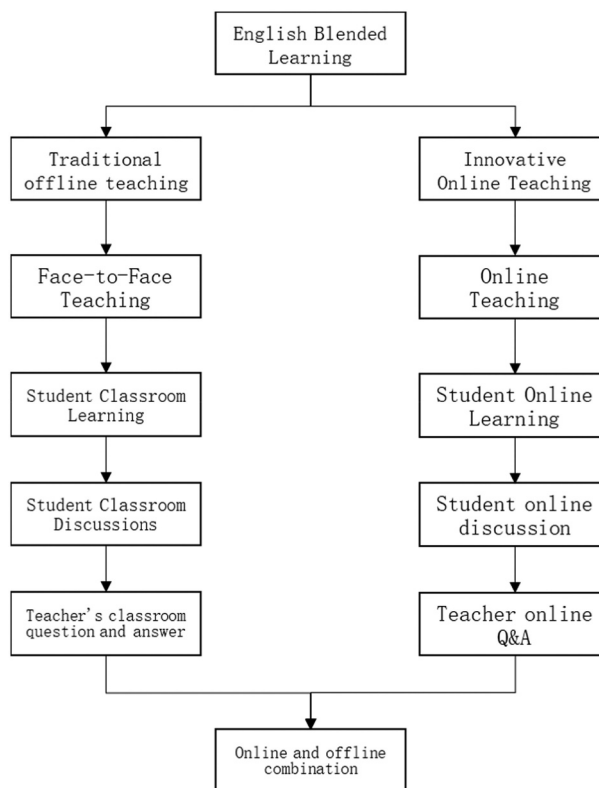 English Blended
Learning
Traditional
offline teaching
Innovative
Online Teaching
Face-to-Face
Teaching
Online
Teaching
Student Classroom
Learning
Student Online
Learning
Student Classroom
Discussions
Student online
discussion
Teacher's classroom
question and answer
Teacher online
Q&A
Online and offline
combination